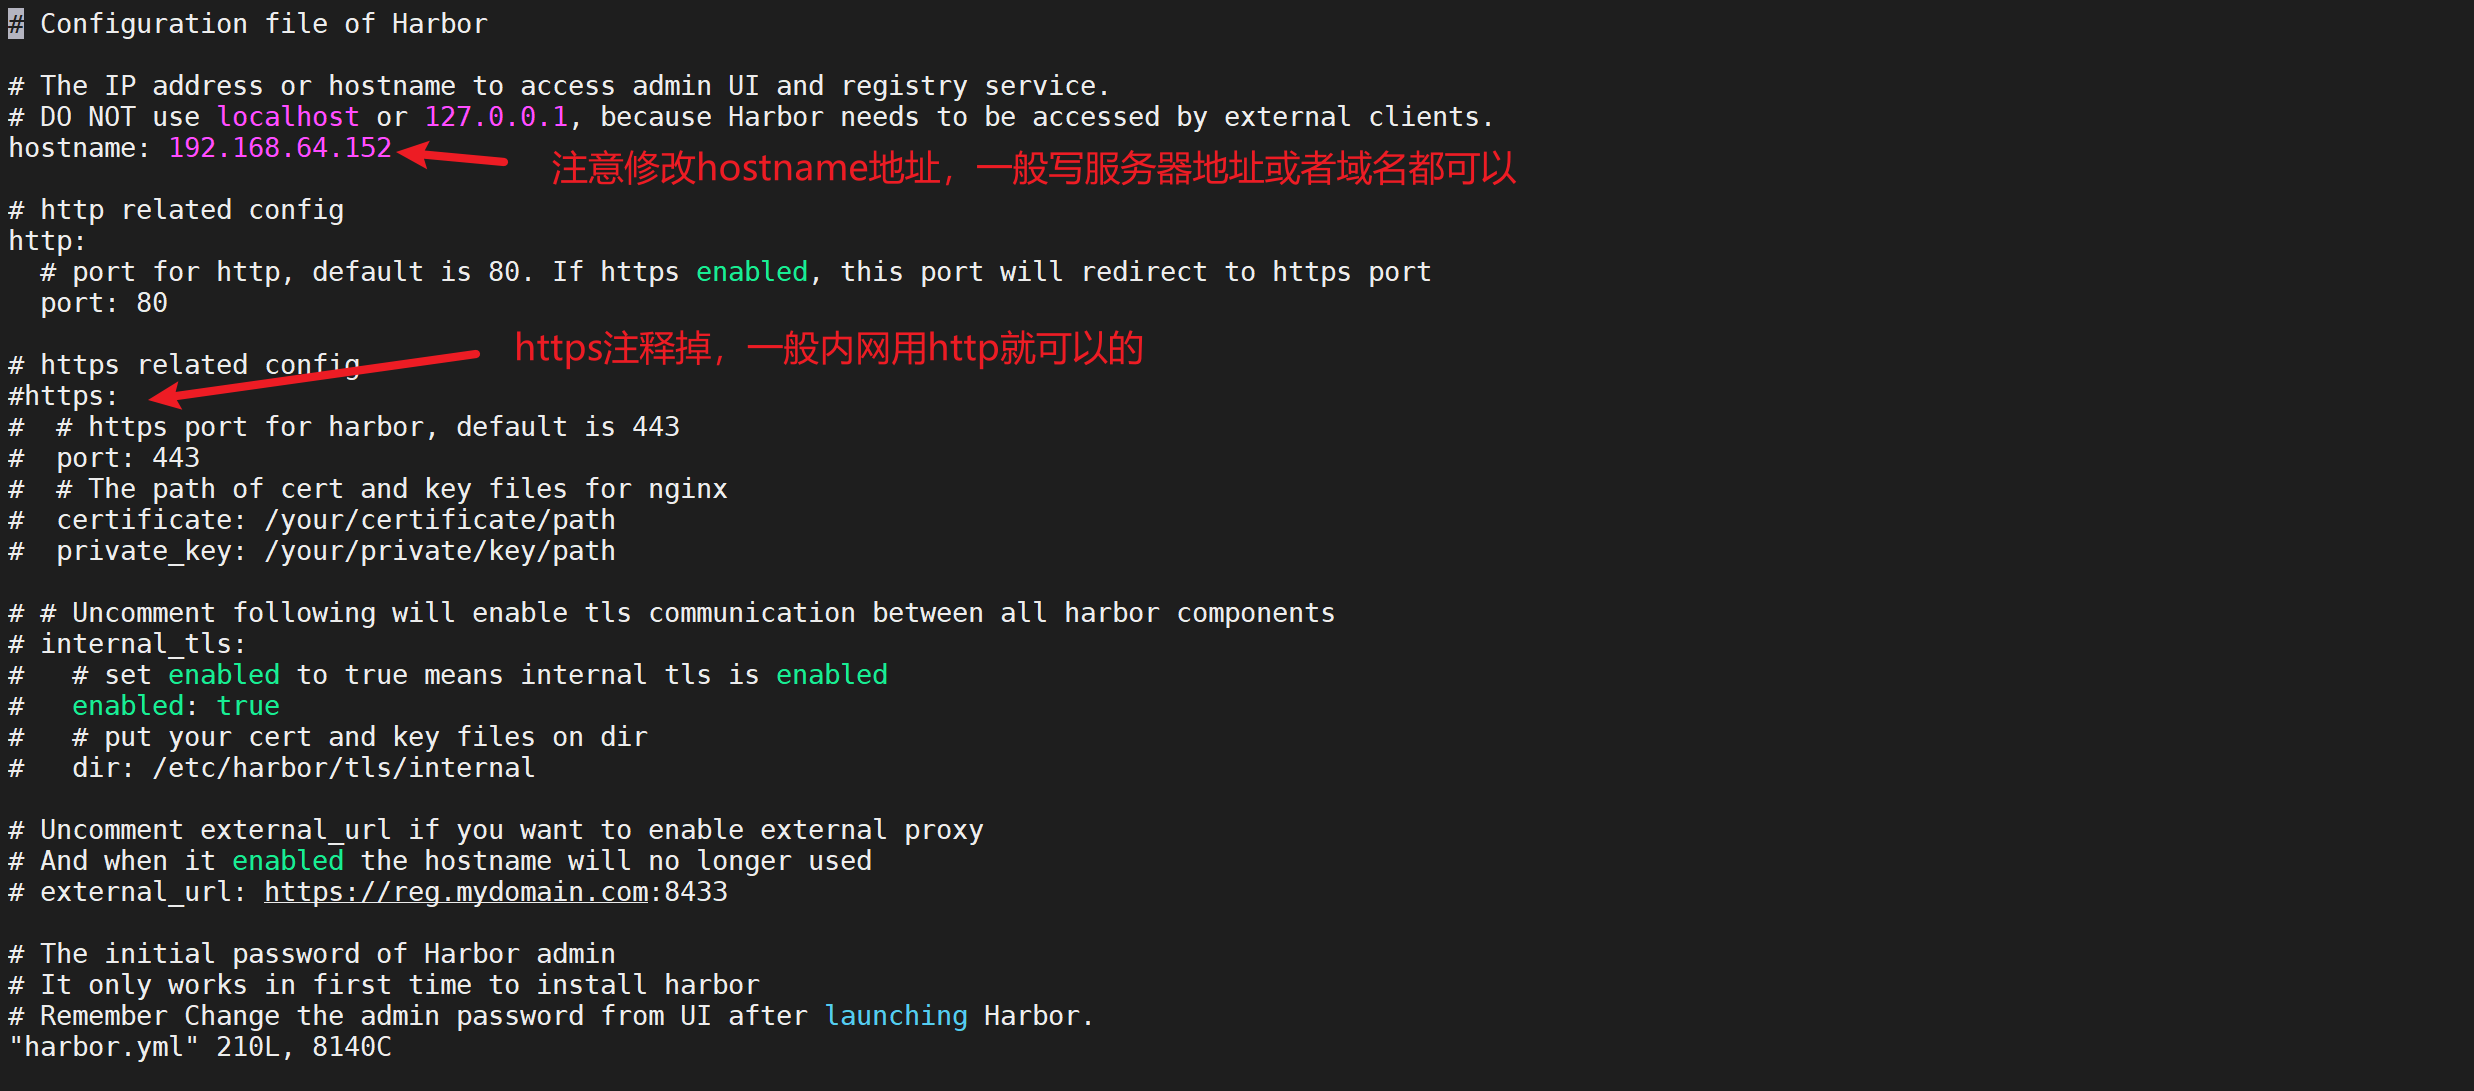 # Configuration file of Harbor
# The IP address or hostname to access admin UI and registry service.
# DO NOT use localhost or 127.0.0.1, because Harbor needs to be accessed by external clients.
hostname: 192.168.64.152
注意修改hostname地址，一般写服务器地址或者域名都可以
# http related config
http:
  # port for http, default is 80. If https enabled, this port will redirect to https port
  port: 80
https注释掉，一般内网用http就可以的
# https related config
#https:
#  # https port for harbor, default is 443
#  port: 443
#  # The path of cert and key files for nginx
#  certificate: /your/certificate/path
#  private_key: /your/private/key/path
# # Uncomment following will enable tls communication between all harbor components
# internal_tls:
#   # set enabled to true means internal tls is enabled
#   enabled: true
#   # put your cert and key files on dir
#   dir: /etc/harbor/tls/internal
# Uncomment external_url if you want to enable external proxy
# And when it enabled the hostname will no longer used
# external_url: https://reg.mydomain.com:8433
# The initial password of Harbor admin
# It only works in first time to install harbor
# Remember Change the admin password from UI after launching Harbor.
"harbor.yml" 210L, 8140C